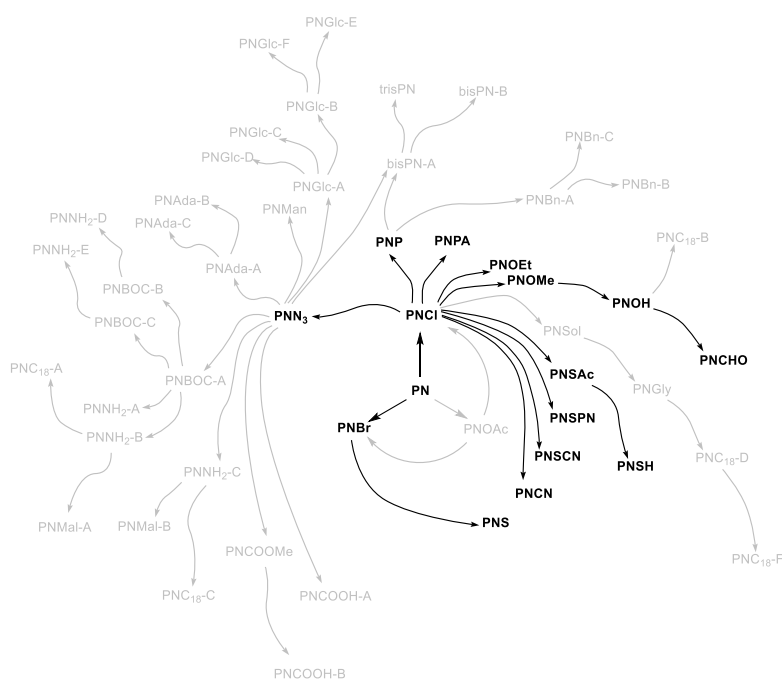 PNGlc-E
PNGlc-F
trisPN
bisPN-B
PNGlc-B
PNGlc-C
PNBn-C
PNGlc-D
bisPN-A
PNGlc-A
PNBn-B
PNAda-B
PNBn-A
PNMan
PNNH₂-D
PNAda-C
PNP
PNPA
PNC₁₈-B
PNNH₂-E
PNAda-A
PNOEt
PNOMe
PNBOC-B
PNOH
PNN₃
PNCl
PNBOC-C
PNSol
PNCHO
PNC₁₈-A
PNSAc
PNBOC-A
PN
PNGly
PNNH₂-A
PNSPN
PNBr
PNOAc
PNNH₂-B
PNSCN
PNC₁₈-D
PNSH
PNNH₂-C
PNCN
PNMal-A
PNMal-B
PNS
PNCOOMe
PNC₁₈-F
PNC₁₈-C
PNCOOH-A
PNCOOH-B